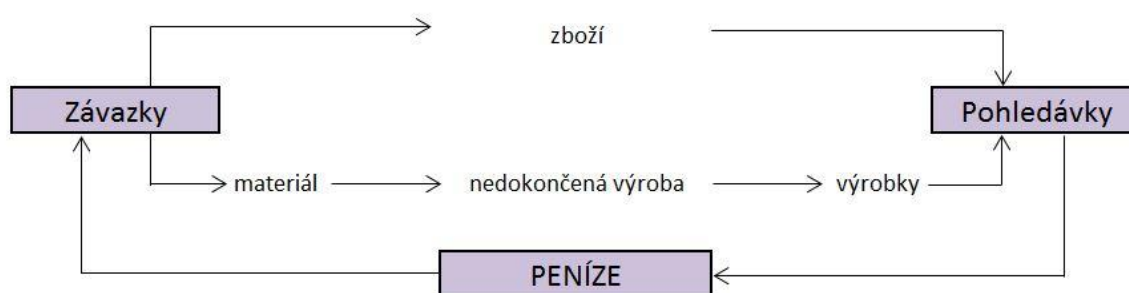 zboží
Závazky
Pohledávky
materiál
nedokončená výroba
výrobky
PENÍZE